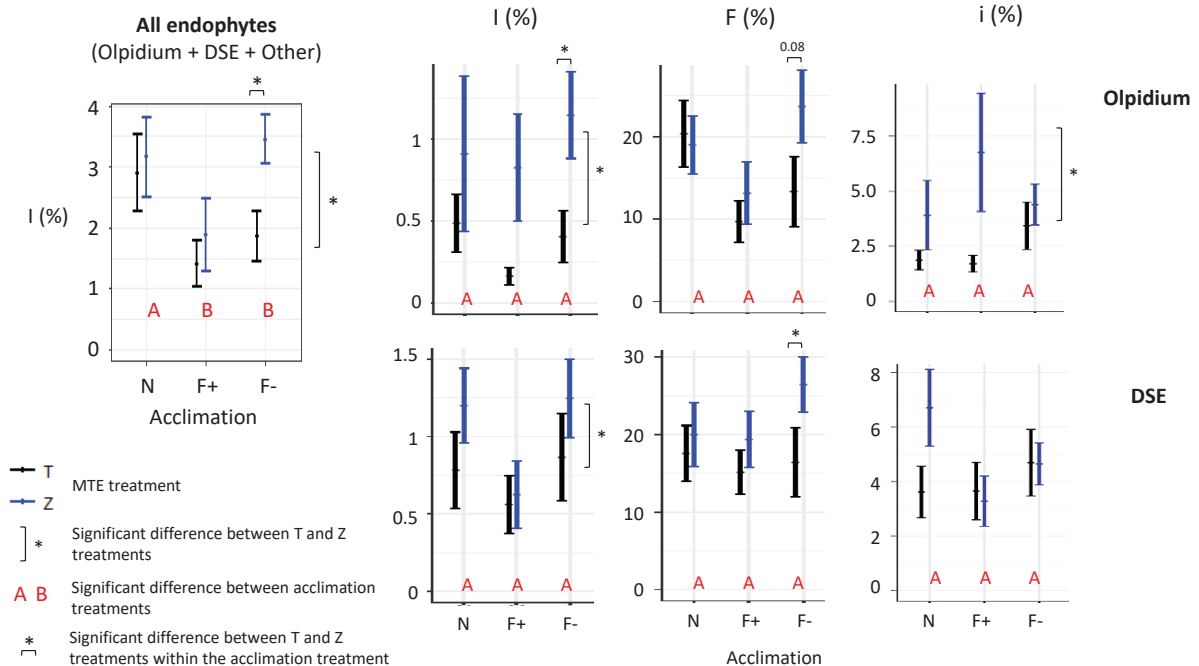 All endophytes
(Olpidium + DSE + Other)
*
4
3
2
1
0
I (%)
*
A B B
N F+ F-
Acclimation
I (%)
F (%)
i (%)
*
1
0.5
0
*
A A A
0.08
20
10
0
A A A
7.5
5.0
2.5
0
*
A A A
Olpidium
1.5
1
0.5
0
*
A A A
N F+ F-
*
30
20
10
0
A A A
N F+ F-
8
6
4
2
0
A A A
N F+ F-
DSE
Acclimation
T
Z
MTE treatment
* Significant difference between T and Z
treatments
A B Significant difference between acclimation
treatments
* Significant difference between T and Z
treatments within the acclimation treatment